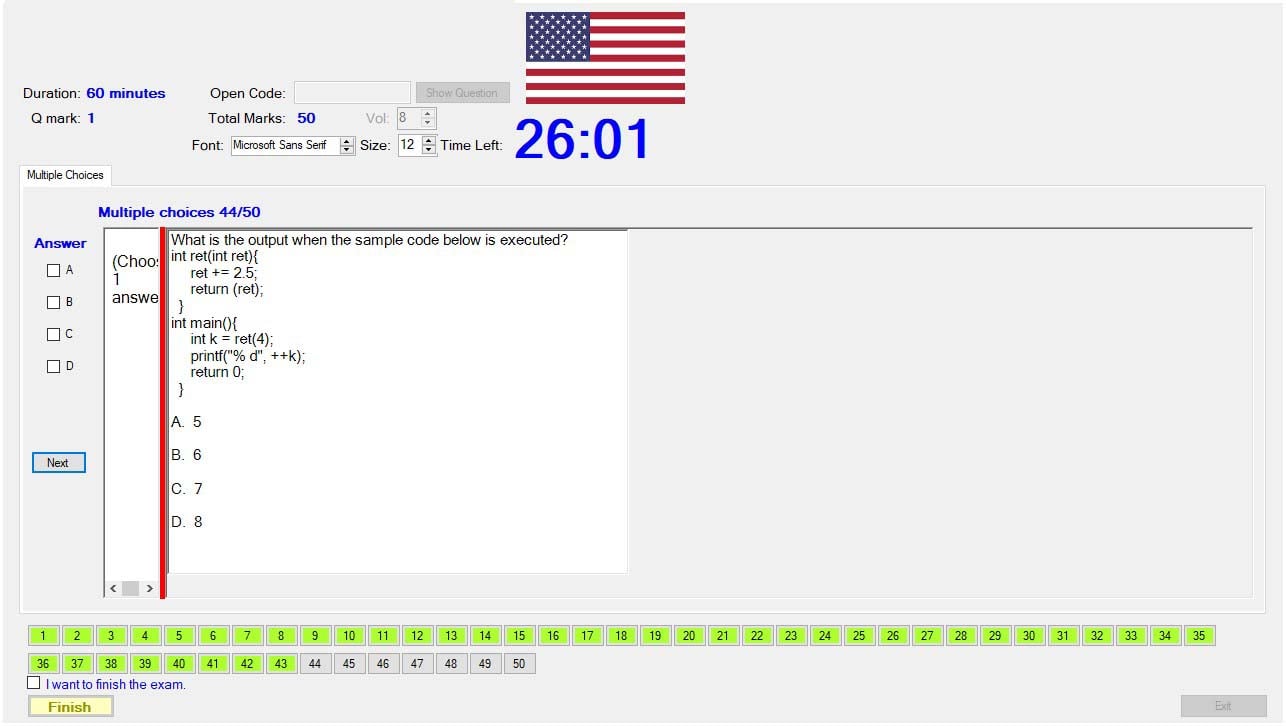 Duration: 60 minutes
Open Code:
Show Question
Q mark: 1
Total Marks: 50
Vol: 8
Font: Microsoft Sans Serif
Size: 12
Time Left: 26:01
Multiple Choices
Multiple choices 44/50
Answer
A
B
C
D
Next
(Choos
1
answe
What is the output when the sample code below is executed?
int ret(int ret){
ret += 2.5;
return (ret);
}
int main(){
int k = ret(4);
printf("% d", ++k);
return 0;
}
A. 5
B. 6
C. 7
D. 8
1 2 3 4 5 6 7 8 9 10 11 12 13 14 15 16 17 18 19 20 21 22 23 24 25 26 27 28 29 30 31 32 33 34 35
36 37 38 39 40 41 42 43 44 45 46 47 48 49 50
I want to finish the exam.
Finish
Exit